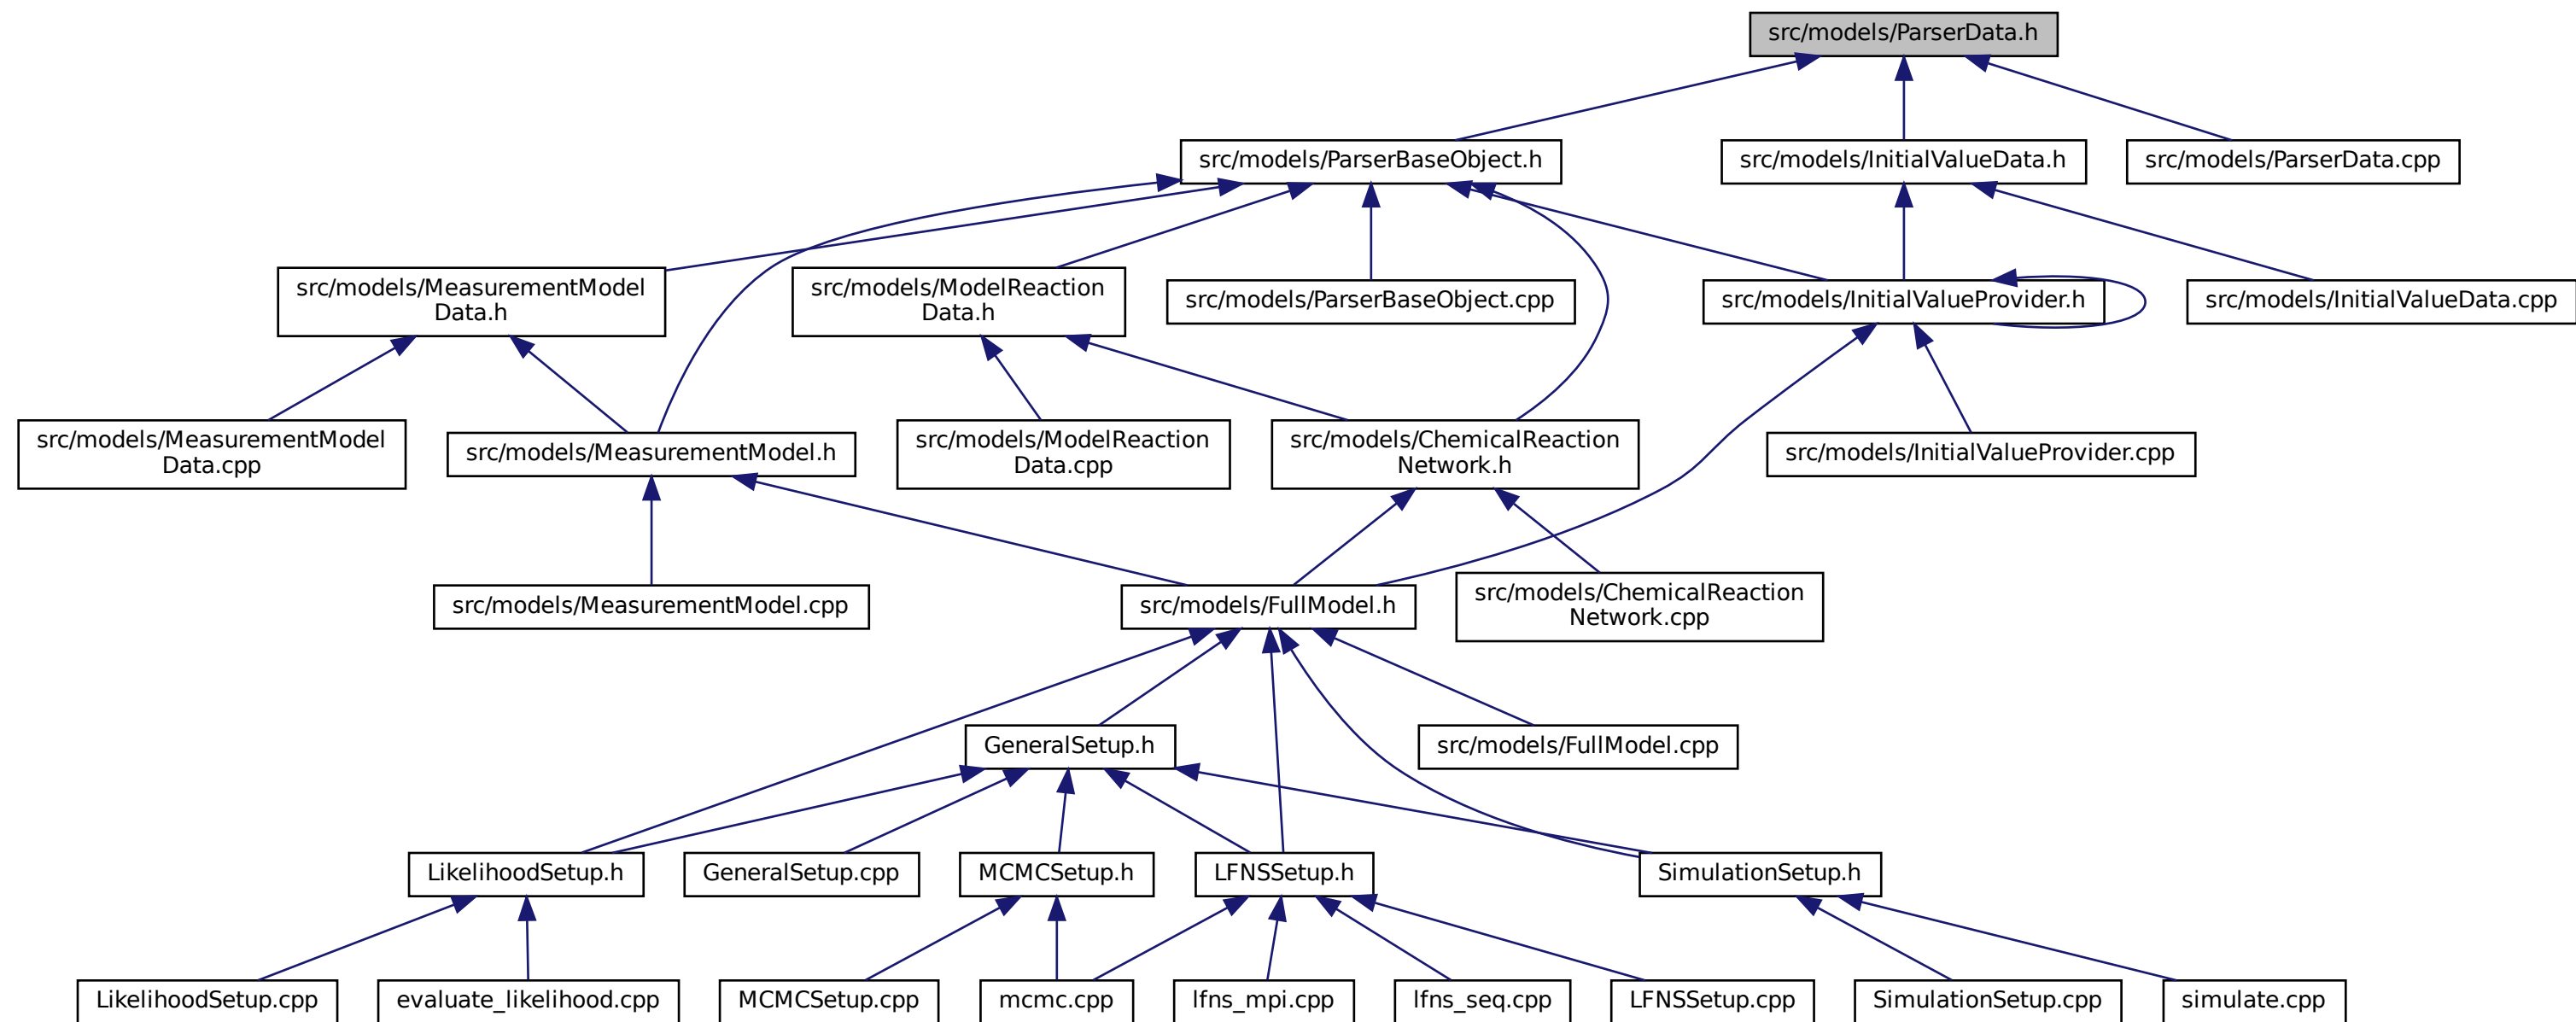 src/models/ParserData.h
src/models/ParserBaseObject.h
src/models/InitialValueData.h
src/models/ParserData.cpp
src/models/MeasurementModel
Data.h
src/models/ModelReaction
Data.h
src/models/ParserBaseObject.cpp
src/models/InitialValueProvider.h
src/models/InitialValueData.cpp
src/models/MeasurementModel
Data.cpp
src/models/MeasurementModel.h
src/models/ModelReaction
Data.cpp
src/models/ChemicalReaction
Network.h
src/models/InitialValueProvider.cpp
src/models/MeasurementModel.cpp
src/models/FullModel.h
src/models/ChemicalReaction
Network.cpp
GeneralSetup.h
src/models/FullModel.cpp
LikelihoodSetup.h
GeneralSetup.cpp
MCMCSetup.h
LFNSSetup.h
SimulationSetup.h
LikelihoodSetup.cpp
evaluate_likelihood.cpp
MCMCSetup.cpp
mcmc.cpp
lfns_mpi.cpp
lfns_seq.cpp
LFNSSetup.cpp
SimulationSetup.cpp
simulate.cpp